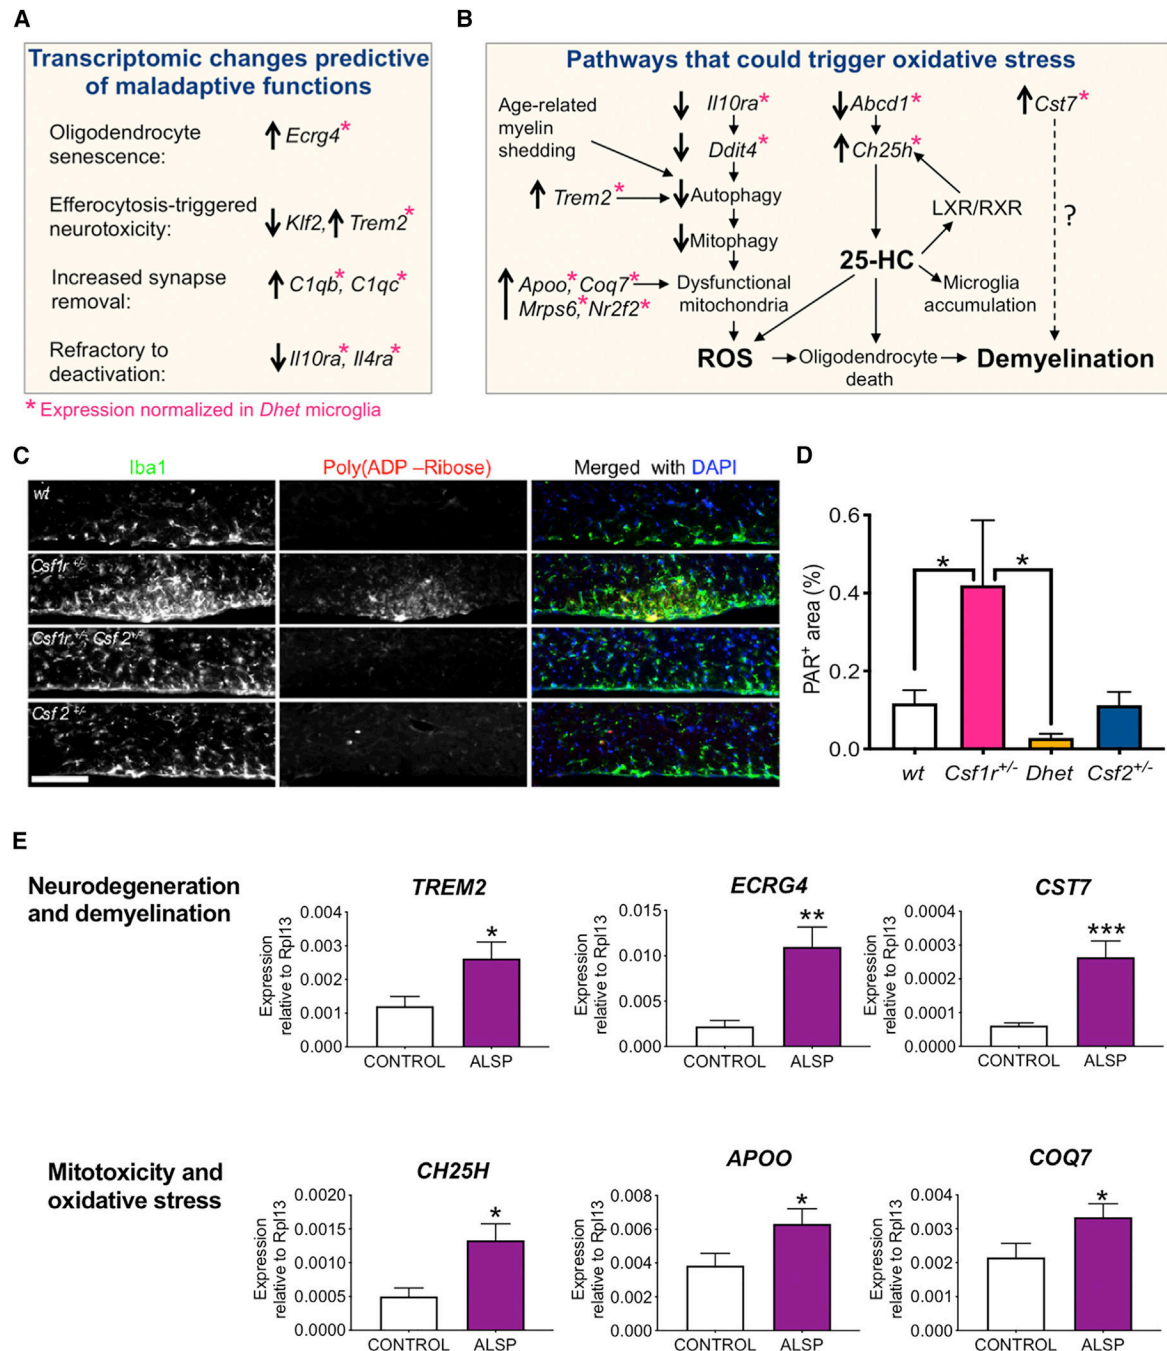 A
Transcriptomic changes predictive
of maladaptive functions
Oligodendrocyte
senescence:
↑ Ecrg4*
Efferocytosis-triggered
neurotoxicity:
↓ Klf2, ↑ Trem2*
Increased synapse
removal:
↑ C1qb*, C1qc*
Refractory to
deactivation:
↓ Il10ra*, Il4ra*
* Expression normalized in Dhet microglia
B
Pathways that could trigger oxidative stress
Age-related
myelin
shedding
↓ Il10ra*
↓ Ddit4*
↑ Trem2*
↓ Autophagy
↓ Mitophagy
↑ Apoo,* Coq7*
Mrps6,* Nr2f2*
Dysfunctional
mitochondria
ROS
↓ Abcd1*
↑ Ch25h*
LXR/RXR
25-HC
Microglia
accumulation
Oligodendrocyte
death
↑ Cst7*
?
Demyelination
C
Iba1
Poly(ADP –Ribose)
Merged with DAPI
wt
Csf1r +/-
Csf1r +/- Csf 2+/-
Csf 2 +/-
D
PAR+ area (%)
0.6
0.4
0.2
0.0
*
*
wt
Csf1r+/-
Dhet
Csf2+/-
E
Neurodegeneration
and demyelination
TREM2
Expression
relative to Rpl13
0.004
0.003
0.002
0.001
0.000
*
CONTROL
ALSP
ECRG4
Expression
relative to Rpl13
0.015
0.010
0.005
0.000
**
CONTROL
ALSP
CST7
Expression
relative to Rpl13
0.0004
0.0003
0.0002
0.0001
0.000
***
CONTROL
ALSP
Mitotoxicity and
oxidative stress
CH25H
Expression
relative to Rpl13
0.0020
0.0015
0.0010
0.0005
0.0000
*
CONTROL
ALSP
APOO
Expression
relative to Rpl13
0.008
0.006
0.004
0.002
0.000
*
CONTROL
ALSP
COQ7
Expression
relative to Rpl13
0.004
0.003
0.002
0.001
0.000
*
CONTROL
ALSP